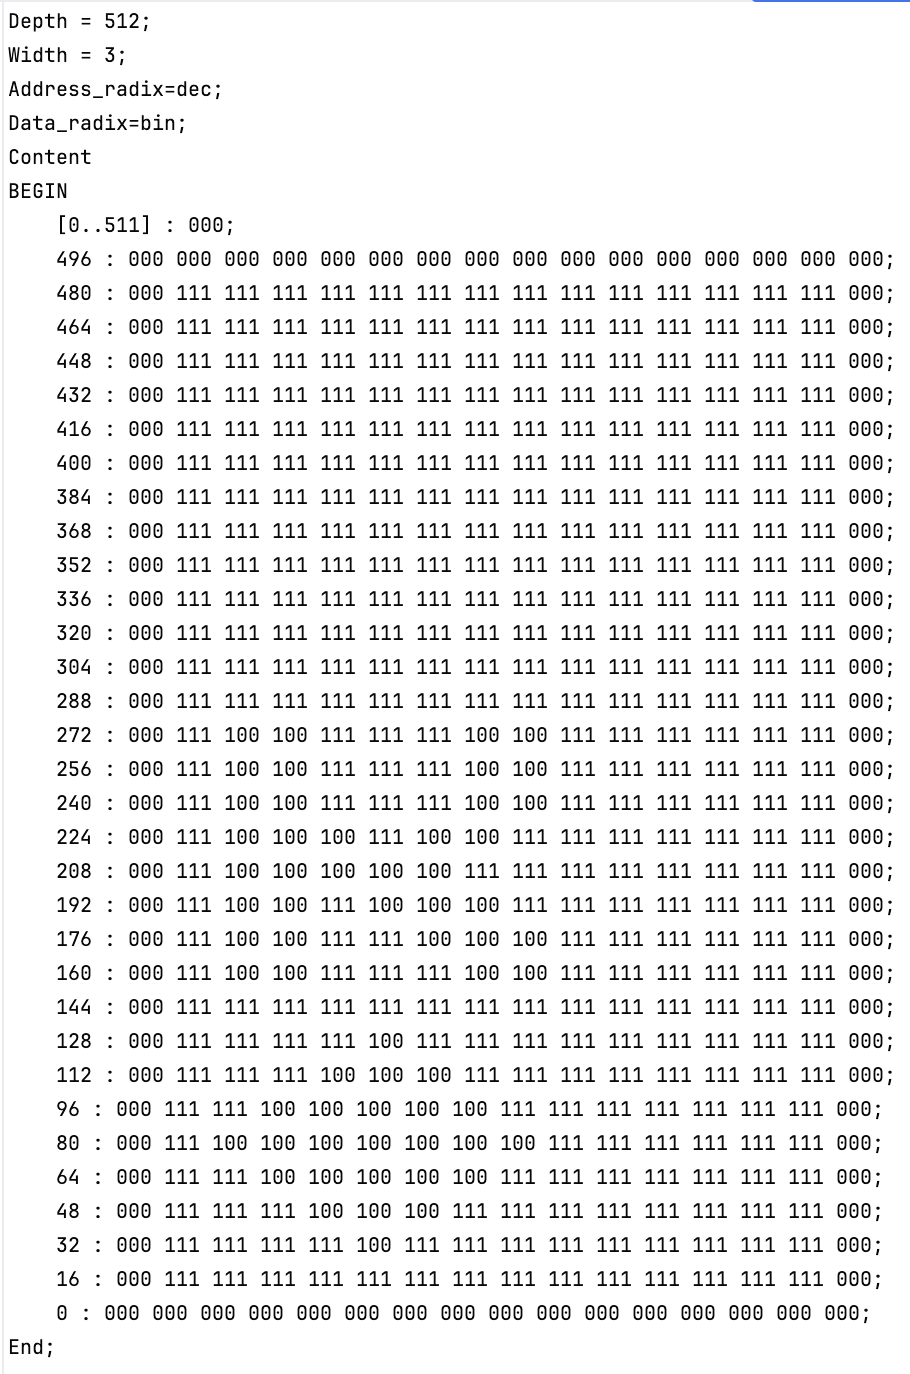 Depth = 512;
Width = 3;
Address_radix=dec;
Data_radix=bin;
Content
BEGIN
[0..511] : 000;
496 : 000 000 000 000 000 000 000 000 000 000 000 000 000 000 000 000;
480 : 000 111 111 111 111 111 111 111 111 111 111 111 111 111 111 000;
464 : 000 111 111 111 111 111 111 111 111 111 111 111 111 111 111 000;
448 : 000 111 111 111 111 111 111 111 111 111 111 111 111 111 111 000;
432 : 000 111 111 111 111 111 111 111 111 111 111 111 111 111 111 000;
416 : 000 111 111 111 111 111 111 111 111 111 111 111 111 111 111 000;
400 : 000 111 111 111 111 111 111 111 111 111 111 111 111 111 111 000;
384 : 000 111 111 111 111 111 111 111 111 111 111 111 111 111 111 000;
368 : 000 111 111 111 111 111 111 111 111 111 111 111 111 111 111 000;
352 : 000 111 111 111 111 111 111 111 111 111 111 111 111 111 111 000;
336 : 000 111 111 111 111 111 111 111 111 111 111 111 111 111 111 000;
320 : 000 111 111 111 111 111 111 111 111 111 111 111 111 111 111 000;
304 : 000 111 111 111 111 111 111 111 111 111 111 111 111 111 111 000;
288 : 000 111 111 111 111 111 111 111 111 111 111 111 111 111 111 000;
272 : 000 111 100 100 111 111 111 100 100 111 111 111 111 111 111 000;
256 : 000 111 100 100 111 111 111 100 100 111 111 111 111 111 111 000;
240 : 000 111 100 100 111 111 111 100 100 111 111 111 111 111 111 000;
224 : 000 111 100 100 100 111 100 100 111 111 111 111 111 111 111 000;
208 : 000 111 100 100 100 100 100 111 111 111 111 111 111 111 111 000;
192 : 000 111 100 100 111 100 100 100 111 111 111 111 111 111 111 000;
176 : 000 111 100 100 111 111 100 100 100 111 111 111 111 111 111 000;
160 : 000 111 100 100 111 111 111 100 100 111 111 111 111 111 111 000;
144 : 000 111 111 111 111 111 111 111 111 111 111 111 111 111 111 000;
128 : 000 111 111 111 111 100 111 111 111 111 111 111 111 111 111 000;
112 : 000 111 111 111 100 100 100 111 111 111 111 111 111 111 111 000;
96 : 000 111 111 100 100 100 100 100 111 111 111 111 111 111 111 000;
80 : 000 111 100 100 100 100 100 100 100 111 111 111 111 111 111 000;
64 : 000 111 111 100 100 100 100 100 111 111 111 111 111 111 111 000;
48 : 000 111 111 111 100 100 100 111 111 111 111 111 111 111 111 000;
32 : 000 111 111 111 111 100 111 111 111 111 111 111 111 111 111 000;
16 : 000 111 111 111 111 111 111 111 111 111 111 111 111 111 111 000;
0 : 000 000 000 000 000 000 000 000 000 000 000 000 000 000 000 000;
End;